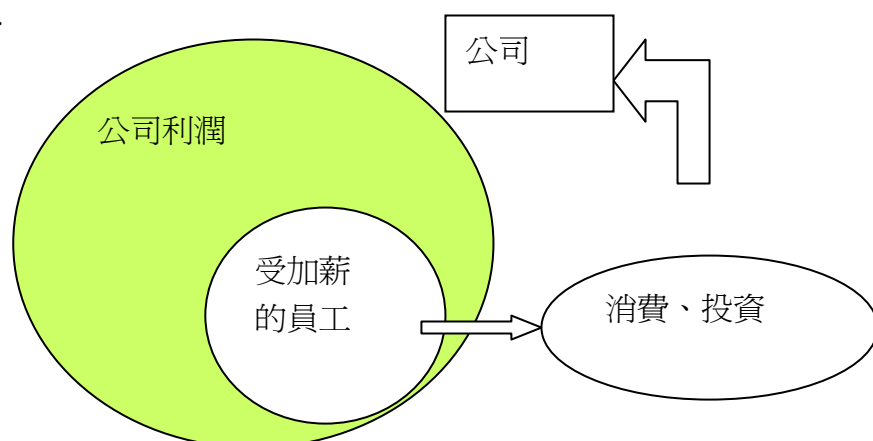 公司
公司利潤
受加薪
的員工
消費、投資